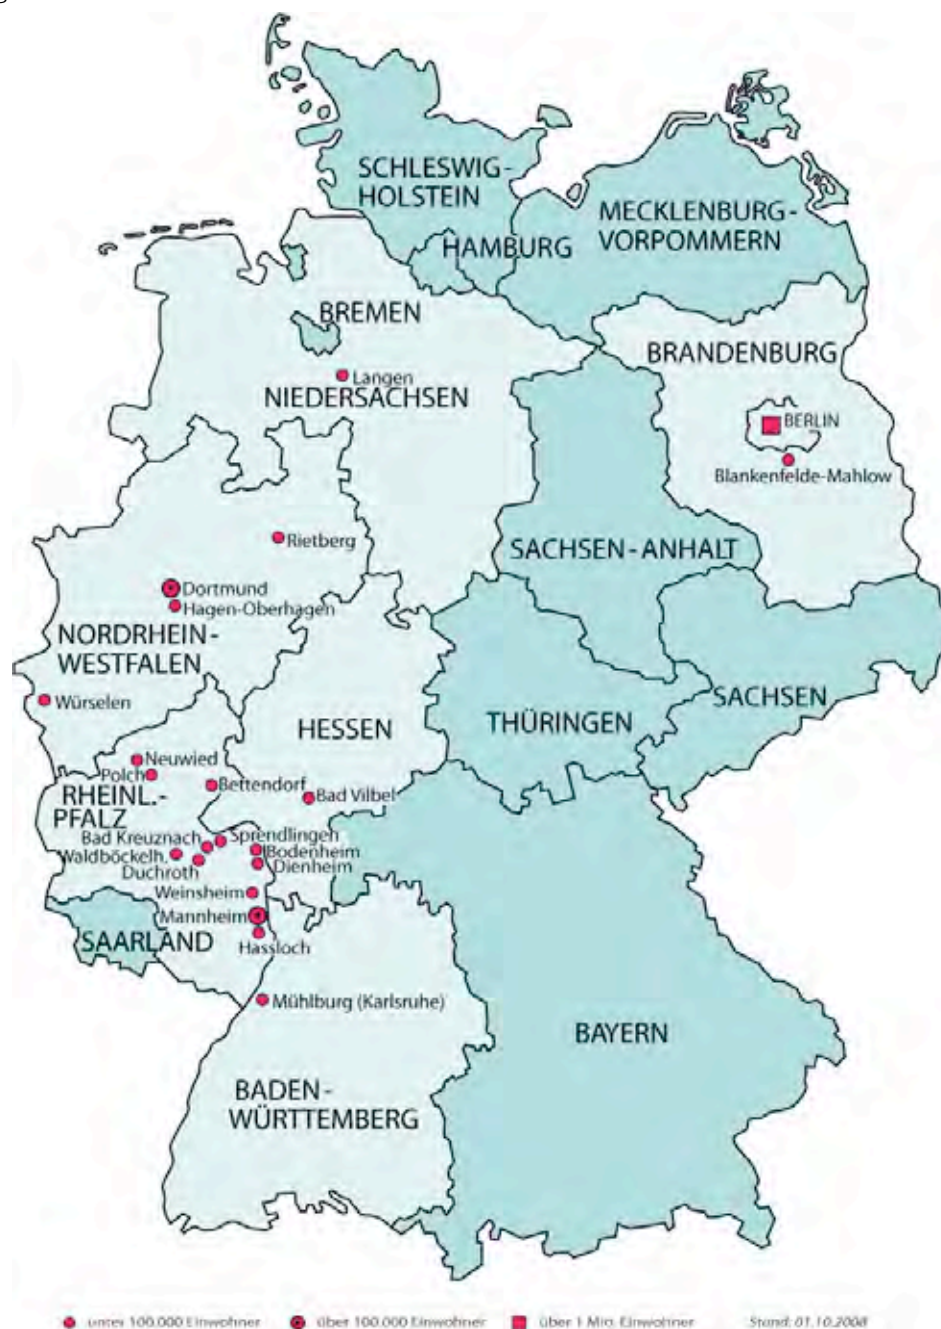 SCHLESWIG-
HOLSTEIN
MECKLENBURG-
VORPOMMERN
HAMBURG
BREMEN
BRANDENBURG
Langen
NIEDERSACHSEN
BERLIN
Blankenfelde-Mahlow
Rietberg
SACHSEN-ANHALT
Dortmund
Hagen-Oberhagen
NORDRHEIN-
WESTFALEN
Würselen
SACHSEN
THÜRINGEN
HESSEN
Neuwied
Polch
Bettendorf
Bad Vilbel
RHEINL.-
PFALZ
Bad Kreuznach
Sprendlingen
Waldböckelh.
Bodenheim
Duchroth
Dienheim
Weinsheim
Mannheim
SAARLAND
Hassloch
Mühlburg (Karlsruhe)
BAYERN
BADEN-
WÜRTTEMBERG
unter 100.000 Einwohner über 100.000 Einwohner über 1 Mio. Einwohner Stand: 01.10.2008